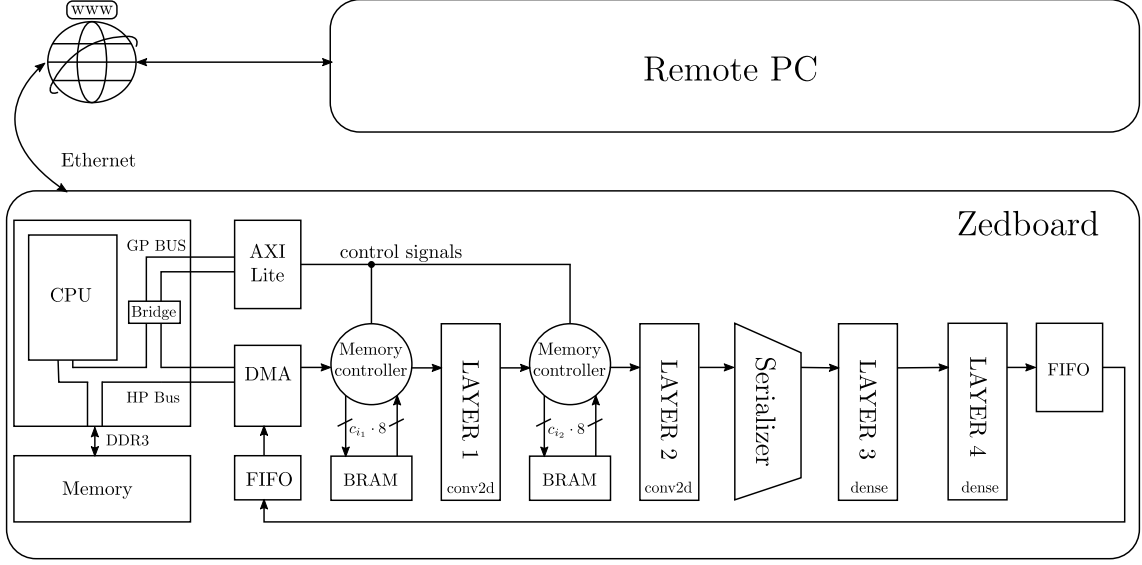 www
Remote PC
Ethernet
Zedboard
GP BUS
AXI
Lite
control signals
CPU
Bridge
Memory
controller
LAYER 1
conv2d
Memory
controller
LAYER 2
conv2d
Serializer
LAYER 3
dense
LAYER 4
dense
FIFO
DMA
HP Bus
c_{i_1} · 8
c_{i_2} · 8
DDR3
Memory
FIFO
BRAM
BRAM